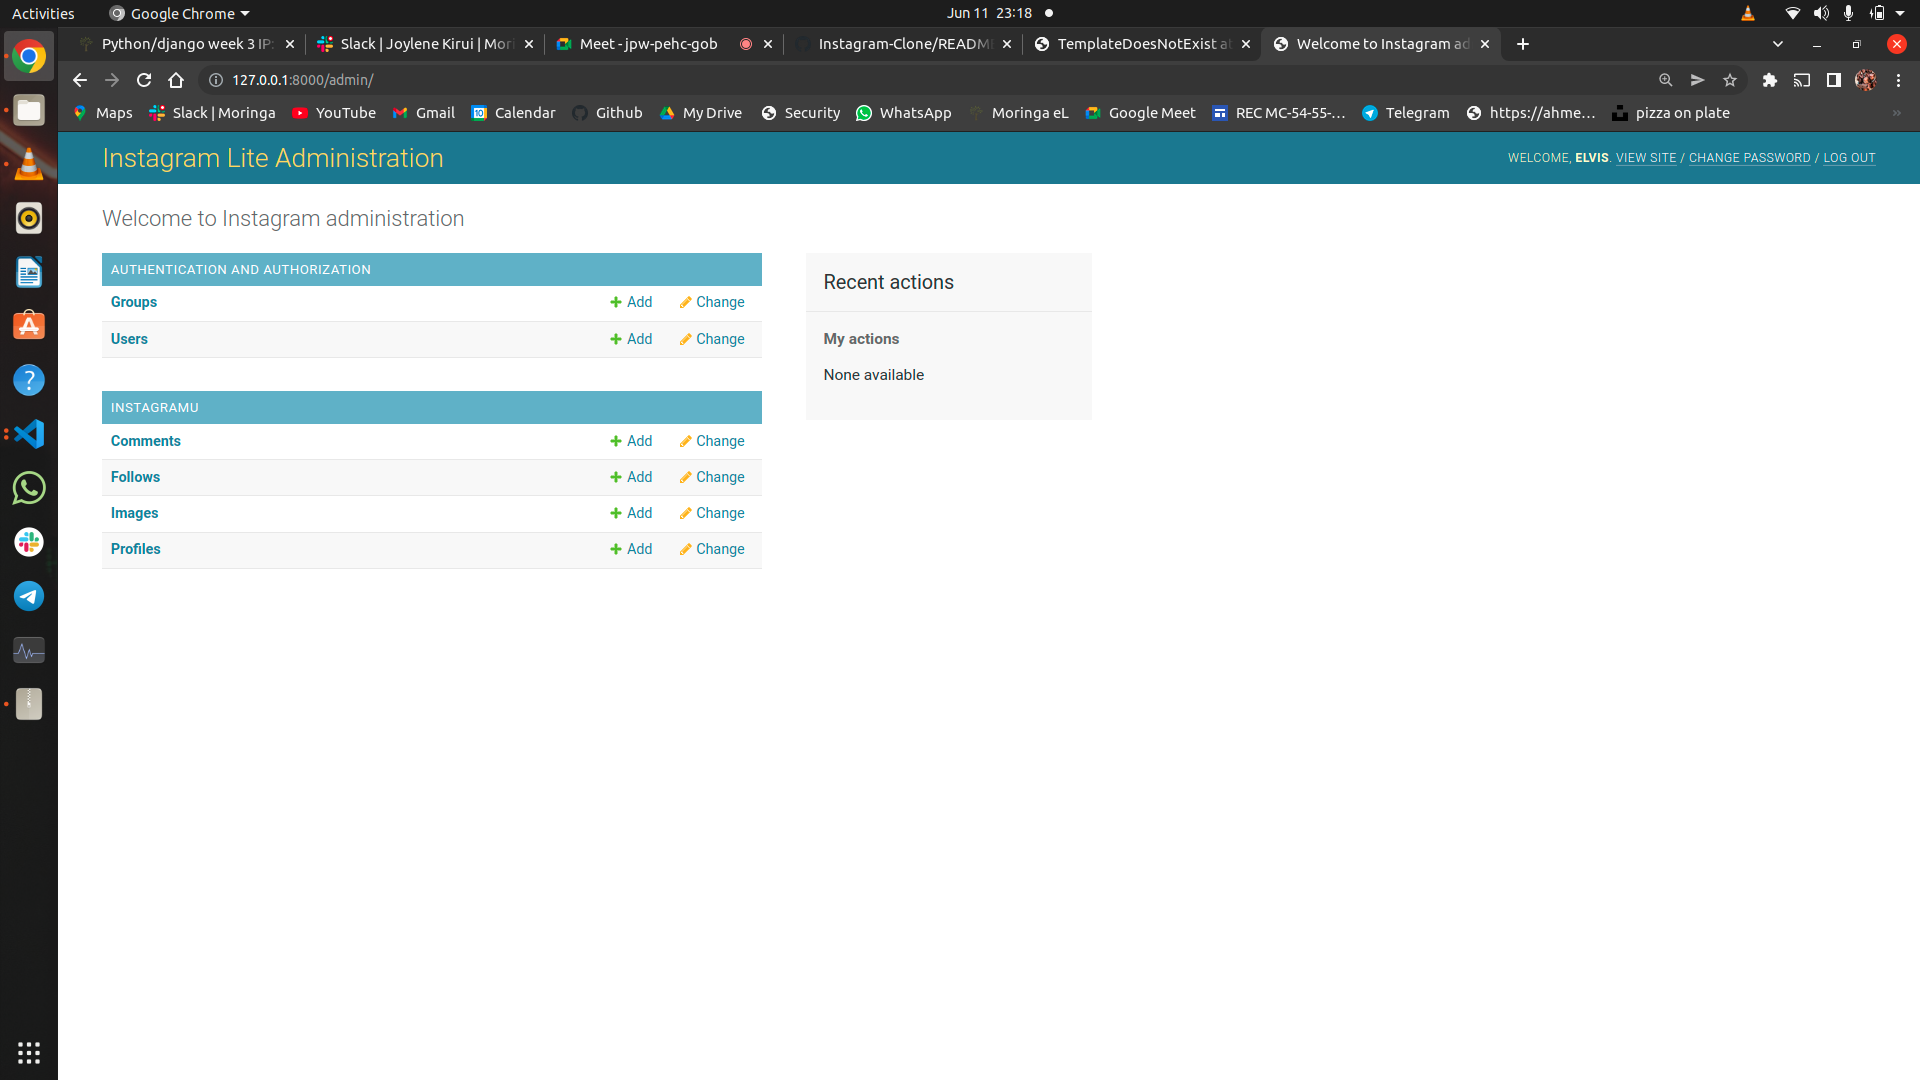 Activities
Google Chrome
Jun 11 23:18
Python/django week 3 IP:
Slack | Joylene Kirui | Mori
Meet - jpw-pehc-gob
Instagram-Clone/READM
TemplateDoesNotExist at
Welcome to Instagram ad
127.0.0.1:8000/admin/
Maps
Slack | Moringa
YouTube
Gmail
Calendar
Github
My Drive
Security
WhatsApp
Moringa eL
Google Meet
REC MC-54-55-...
Telegram
https://ahme...
pizza on plate
Instagram Lite Administration
WELCOME, ELVIS. VIEW SITE / CHANGE PASSWORD / LOG OUT
Welcome to Instagram administration
AUTHENTICATION AND AUTHORIZATION
Groups Add Change
Users Add Change
INSTAGRAMU
Comments Add Change
Follows Add Change
Images Add Change
Profiles Add Change
Recent actions
My actions
None available